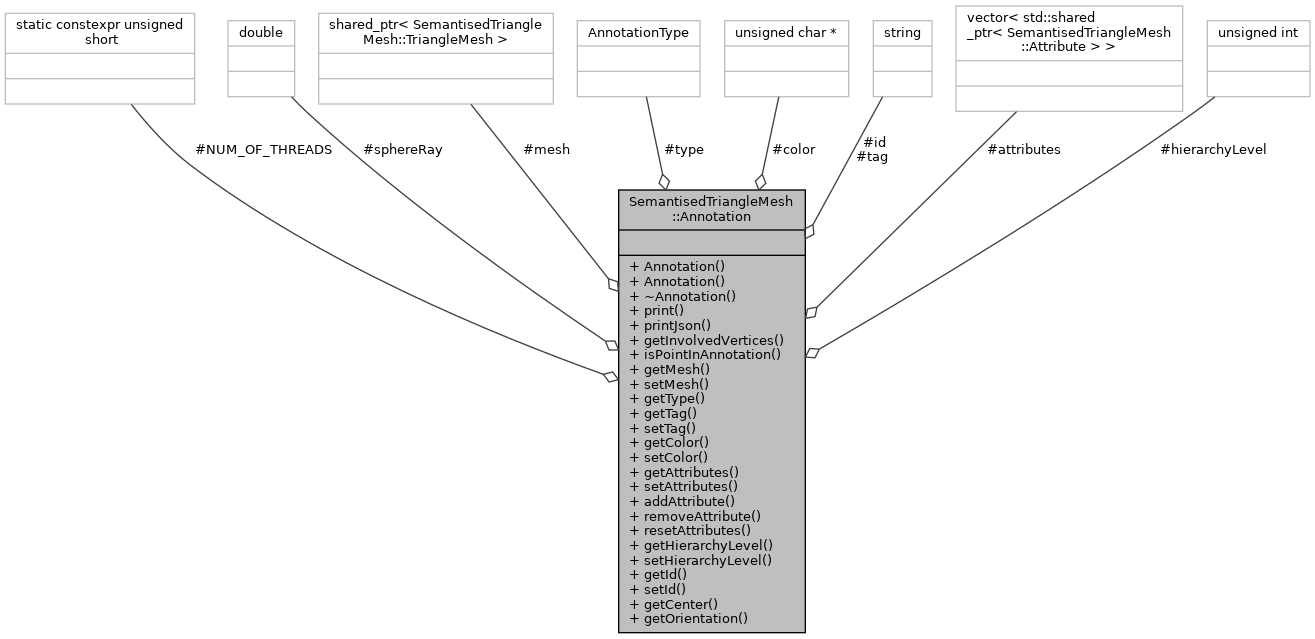 static constexpr unsigned
short
double
shared_ptr< SemantisedTriangle
Mesh::TriangleMesh >
AnnotationType
unsigned char *
string
vector< std::shared
_ptr< SemantisedTriangleMesh
::Attribute > >
unsigned int
#NUM_OF_THREADS
#sphereRay
#mesh
#type
#color
#id
#tag
#attributes
#hierarchyLevel
SemantisedTriangleMesh
::Annotation
+ Annotation()
+ Annotation()
+ ~Annotation()
+ print()
+ printJson()
+ getInvolvedVertices()
+ isPointInAnnotation()
+ getMesh()
+ setMesh()
+ getType()
+ getTag()
+ setTag()
+ getColor()
+ setColor()
+ getAttributes()
+ setAttributes()
+ addAttribute()
+ removeAttribute()
+ resetAttributes()
+ getHierarchyLevel()
+ setHierarchyLevel()
+ getId()
+ setId()
+ getCenter()
+ getOrientation()